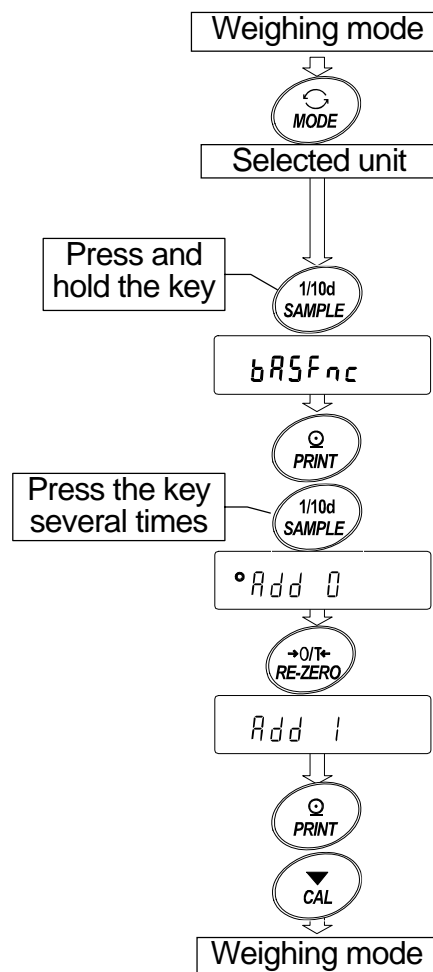 Weighing mode
MODE
Selected unit
Press and
hold the key
1/10d
SAMPLE
bASFnc
PRINT
Press the key
several times
1/10d
SAMPLE
Add 0
→0/T←
RE-ZERO
Add 1
PRINT
CAL
Weighing mode